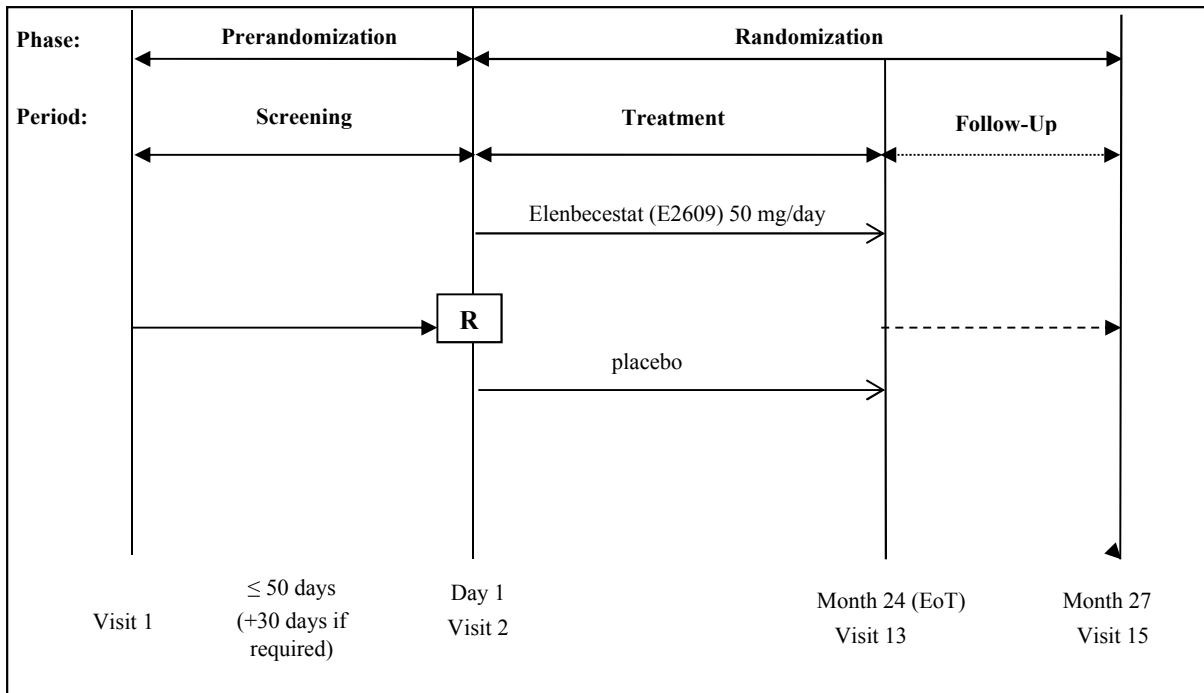 Phase:
Prerandomization
Randomization
Period:
Screening
Treatment
Follow-Up
Elenbecestat (E2609) 50 mg/day
R
placebo
Visit 1
≤ 50 days
(+30 days if
required)
Day 1
Visit 2
Month 24 (EoT)
Visit 13
Month 27
Visit 15